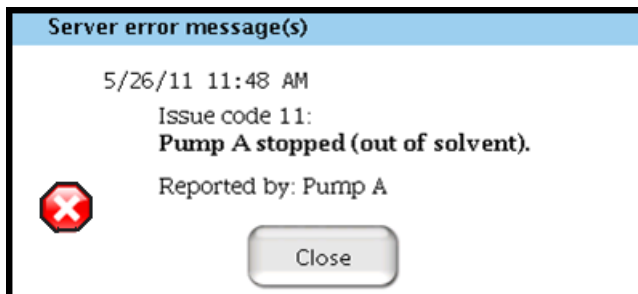 Server error message(s)
5/26/11 11:48 AM
Issue code 11:
Pump A stopped (out of solvent).
Reported by: Pump A
Close